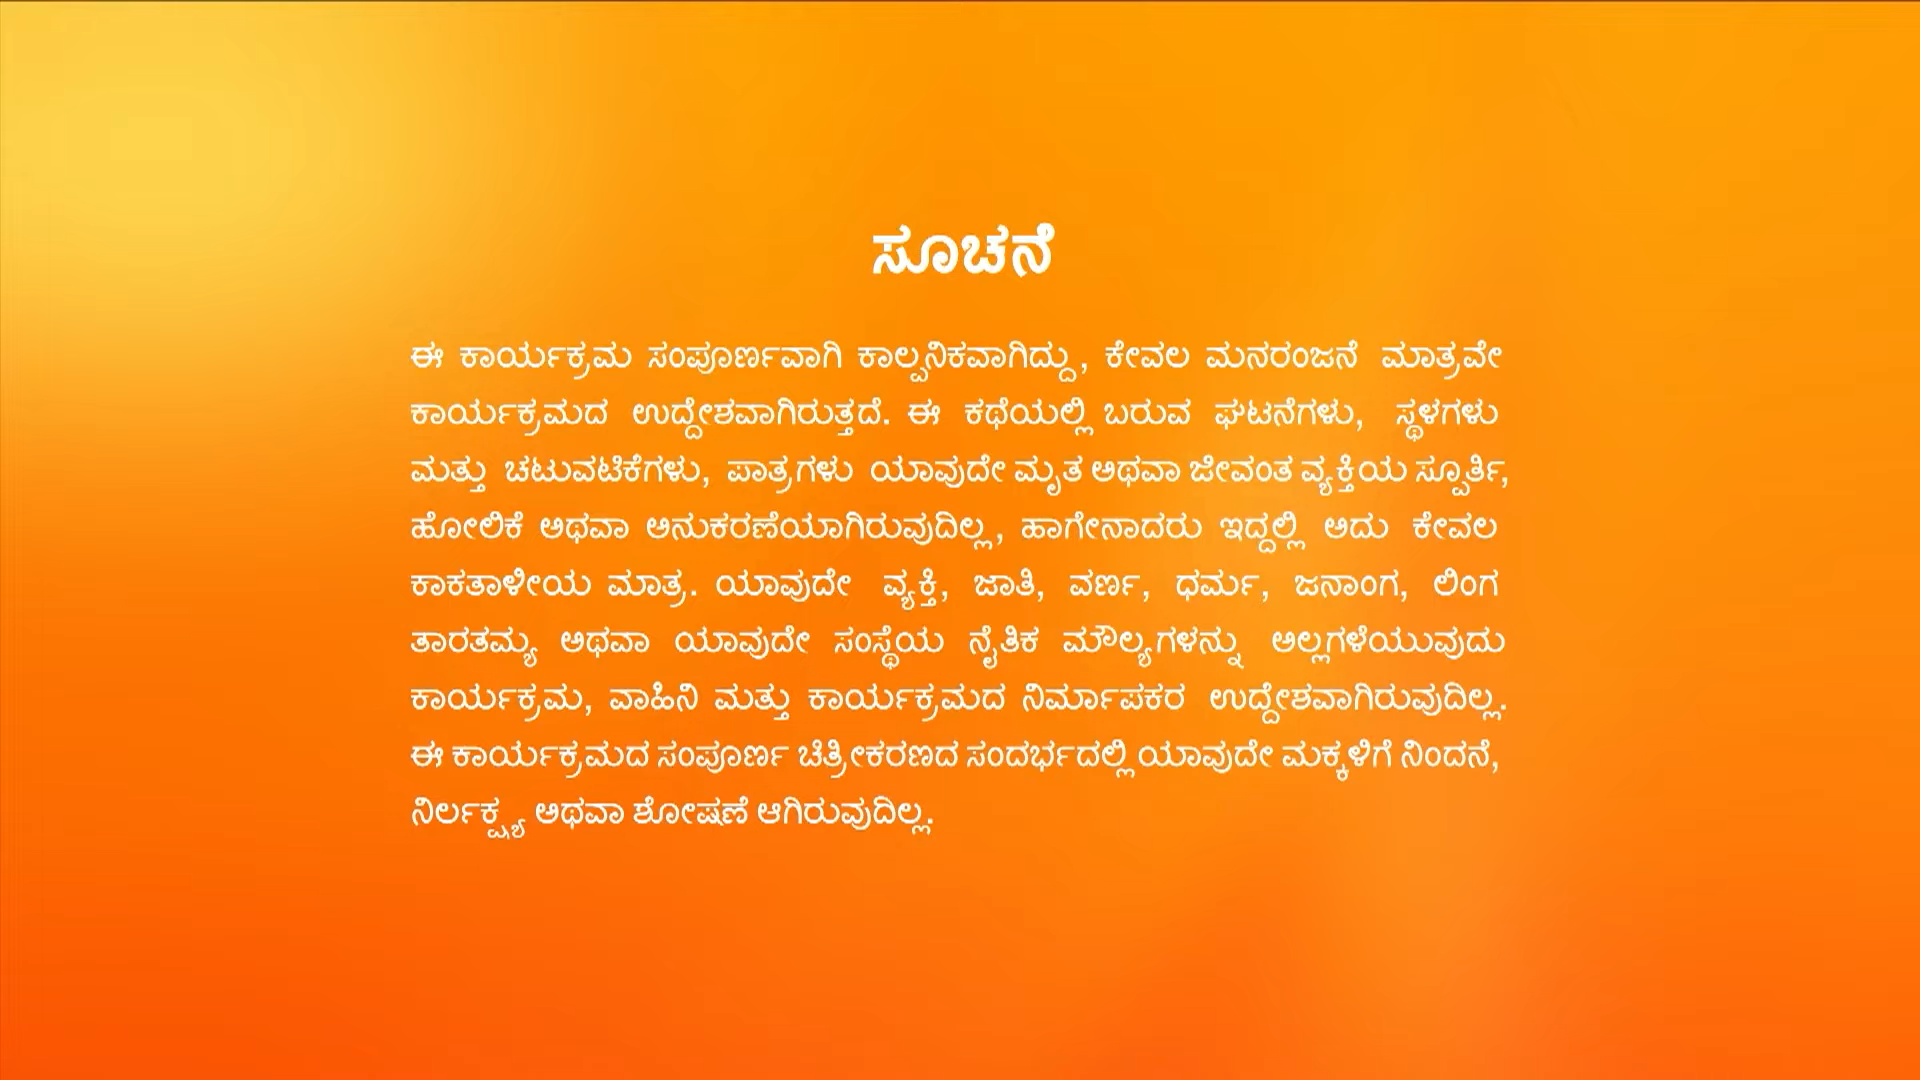 ಸೂಚನೆ
ಈ ಕಾರ್ಯಕ್ರಮ ಸಂಪೂರ್ಣವಾಗಿ ಕಾಲ್ಪನಿಕವಾಗಿದ್ದು, ಕೇವಲ ಮನರಂಜನೆ ಮಾತ್ರವೇ
ಕಾರ್ಯಕ್ರಮದ ಉದ್ದೇಶವಾಗಿರುತ್ತದೆ. ಈ ಕಥೆಯಲ್ಲಿ ಬರುವ ಘಟನೆಗಳು, ಸ್ಥಳಗಳು
ಮತ್ತು ಚಟುವಟಿಕೆಗಳು, ಪಾತ್ರಗಳು ಯಾವುದೇ ಮೃತ ಅಥವಾ ಜೀವಂತ ವ್ಯಕ್ತಿಯ ಸ್ಪೂರ್ತಿ,
ಹೋಲಿಕೆ ಅಥವಾ ಅನುಕರಣೆಯಾಗಿರುವುದಿಲ್ಲ, ಹಾಗೇನಾದರು ಇದ್ದಲ್ಲಿ ಅದು ಕೇವಲ
ಕಾಕತಾಳೀಯ ಮಾತ್ರ. ಯಾವುದೇ ವ್ಯಕ್ತಿ, ಜಾತಿ, ವರ್ಣ, ಧರ್ಮ, ಜನಾಂಗ, ಲಿಂಗ
ತಾರತಮ್ಯ ಅಥವಾ ಯಾವುದೇ ಸಂಸ್ಥೆಯ ನೈತಿಕ ಮೌಲ್ಯಗಳನ್ನು ಅಲ್ಲಗಳೆಯುವುದು
ಕಾರ್ಯಕ್ರಮ, ವಾಹಿನಿ ಮತ್ತು ಕಾರ್ಯಕ್ರಮದ ನಿರ್ಮಾಪಕರ ಉದ್ದೇಶವಾಗಿರುವುದಿಲ್ಲ.
ಈ ಕಾರ್ಯಕ್ರಮದ ಸಂಪೂರ್ಣ ಚಿತ್ರೀಕರಣದ ಸಂದರ್ಭದಲ್ಲಿ ಯಾವುದೇ ಮಕ್ಕಳಿಗೆ ನಿಂದನೆ,
ನಿರ್ಲಕ್ಷ್ಯ ಅಥವಾ ಶೋಷಣೆ ಆಗಿರುವುದಿಲ್ಲ.